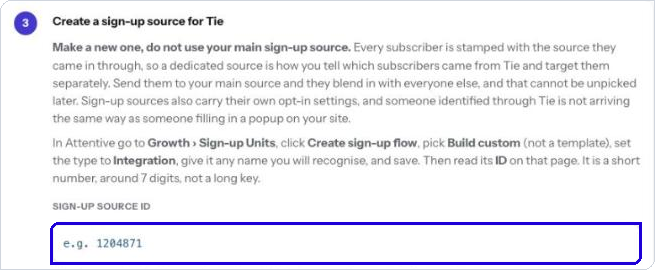 3 Create a sign-up source for Tie
Make a new one, do not use your main sign-up source. Every subscriber is stamped with the source they
came in through, so a dedicated source is how you tell which subscribers came from Tie and target them
separately. Send them to your main source and they blend in with everyone else, and that cannot be unpicked
later. Sign-up sources also carry their own opt-in settings, and someone identified through Tie is not arriving
the same way as someone filling in a popup on your site.
In Attentive go to Growth › Sign-up Units, click Create sign-up flow, pick Build custom (not a template), set
the type to Integration, give it any name you will recognise, and save. Then read its ID on that page. It is a short
number, around 7 digits, not a long key.
SIGN-UP SOURCE ID
e.g. 1204871